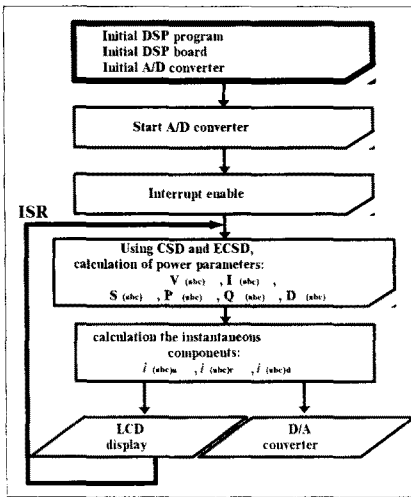 Initial DSP program
Initial DSP board
Initial A/D converter
Start A/D converter
Interrupt enable
ISR
Using CSD and ECSD,
calculation of power parameters:
V (abc) , I (abc) ,
S (abc) , P (abc) , Q (abc) , D (abc)
calculation the instantaneous
components:
i (abc)a , i (abc)r , i (abc)d
LCD
display
D/A
converter